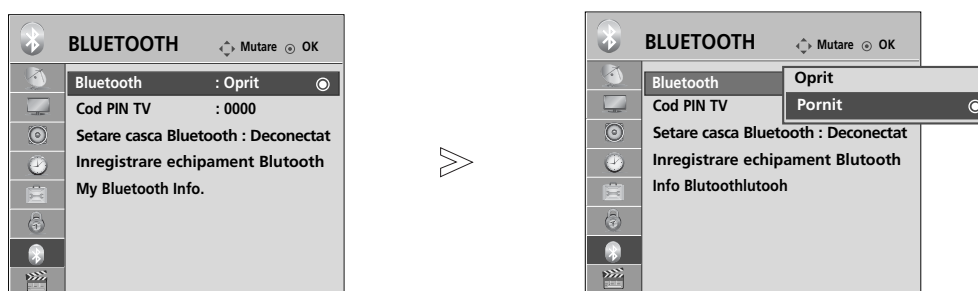 BLUETOOTH Mutare OK
Bluetooth : Oprit
Cod PIN TV : 0000
Setare casca Bluetooth : Deconectat
Inregistrare echipament Blutooth
My Bluetooth Info.
BLUETOOTH Mutare OK
Bluetooth
Oprit
Cod PIN TV
Pornit
Setare casca Bluetooth : Deconectat
Inregistrare echipament Blutooth
Info Blutoothlutooh